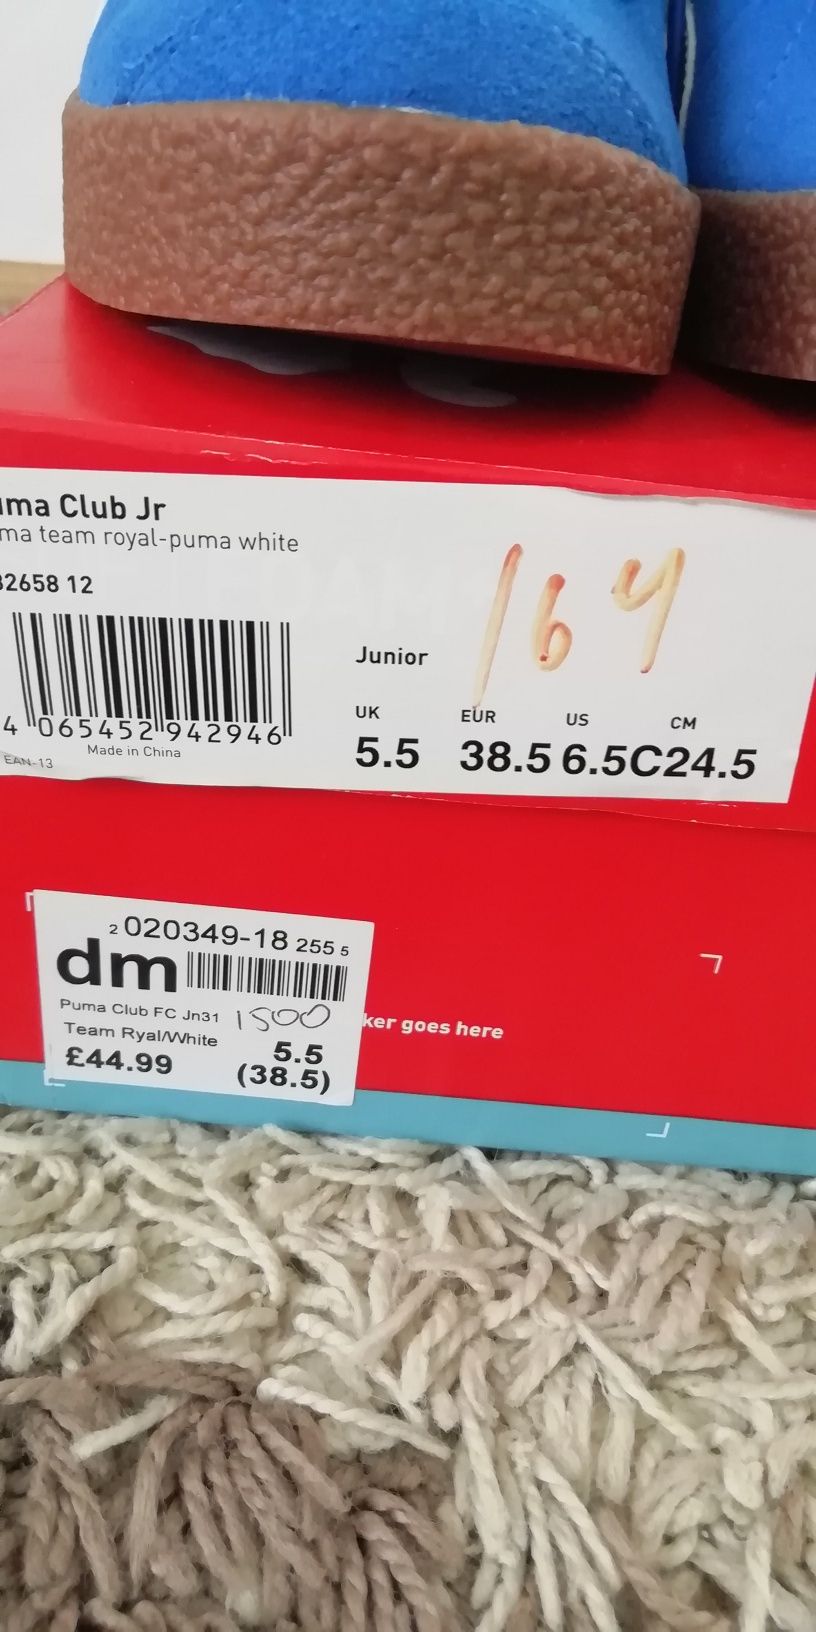 uma Club Jr
ma team royal-puma white
32658 12
164
Junior
UK EUR US CM
5.5 38.5 6.5C 24.5
4 065452 942946
Made in China
EAN-13
2 020349-18 255 5
dm
Puma Club FC Jn31 1500
Team Ryal/White
£44.99
5.5
(38.5)
ker goes here